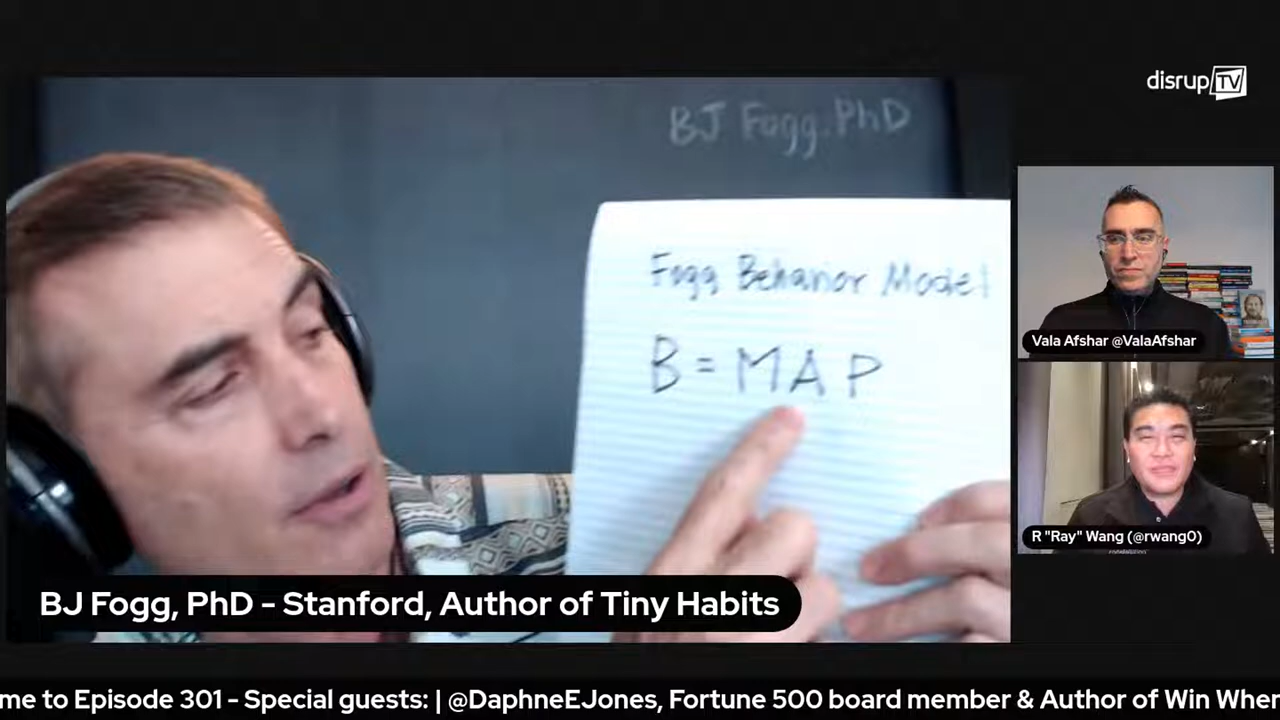 disrupTV
BJ Fogg, PhD
Fogg Behavior Model
B = MAP
Vala Afshar @ValaAfshar
R "Ray" Wang (@rwang0)
BJ Fogg, PhD - Stanford, Author of Tiny Habits
me to Episode 301 - Special guests: | @DaphneEJones, Fortune 500 board member & Author of Win When